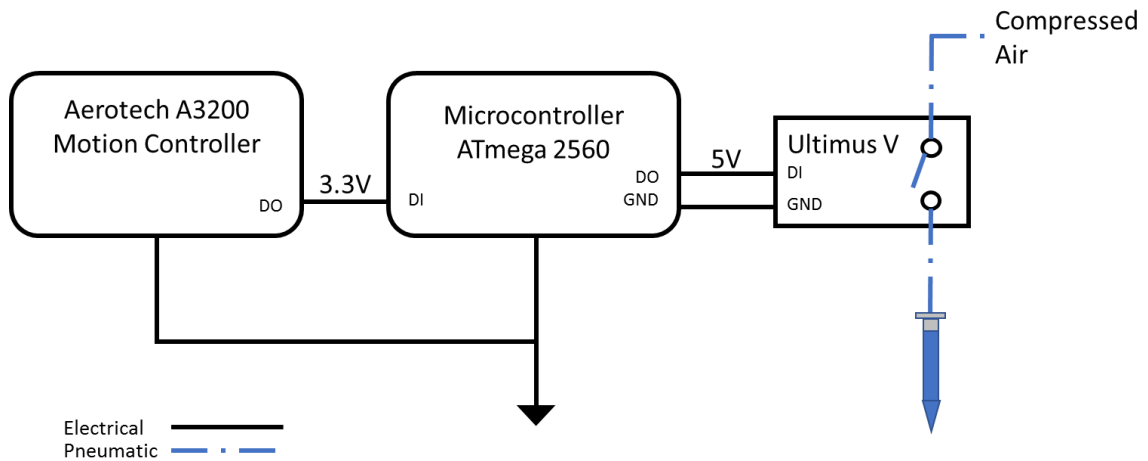 Compressed
Air
Aerotech A3200
Motion Controller
DO
3.3V
Microcontroller
ATmega 2560
DI
DO
GND
5V
Ultimus V
DI
GND
Electrical
Pneumatic